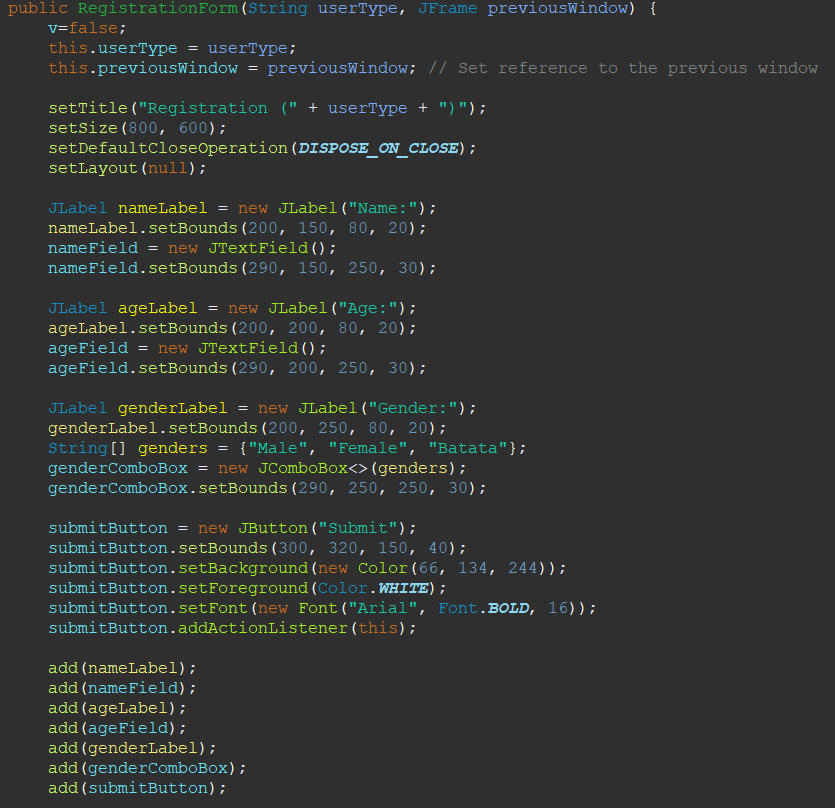 public RegistrationForm(String userType, JFrame previousWindow) {
    v=false;
    this.userType = userType;
    this.previousWindow = previousWindow; // Set reference to the previous window

    setTitle("Registration (" + userType + ")");
    setSize(800, 600);
    setDefaultCloseOperation(DISPOSE_ON_CLOSE);
    setLayout(null);

    JLabel nameLabel = new JLabel("Name:");
    nameLabel.setBounds(200, 150, 80, 20);
    nameField = new JTextField();
    nameField.setBounds(290, 150, 250, 30);

    JLabel ageLabel = new JLabel("Age:");
    ageLabel.setBounds(200, 200, 80, 20);
    ageField = new JTextField();
    ageField.setBounds(290, 200, 250, 30);

    JLabel genderLabel = new JLabel("Gender:");
    genderLabel.setBounds(200, 250, 80, 20);
    String[] genders = {"Male", "Female", "Batata"};
    genderComboBox = new JComboBox<>(genders);
    genderComboBox.setBounds(290, 250, 250, 30);

    submitButton = new JButton("Submit");
    submitButton.setBounds(300, 320, 150, 40);
    submitButton.setBackground(new Color(66, 134, 244));
    submitButton.setForeground(Color.WHITE);
    submitButton.setFont(new Font("Arial", Font.BOLD, 16));
    submitButton.addActionListener(this);

    add(nameLabel);
    add(nameField);
    add(ageLabel);
    add(ageField);
    add(genderLabel);
    add(genderComboBox);
    add(submitButton);